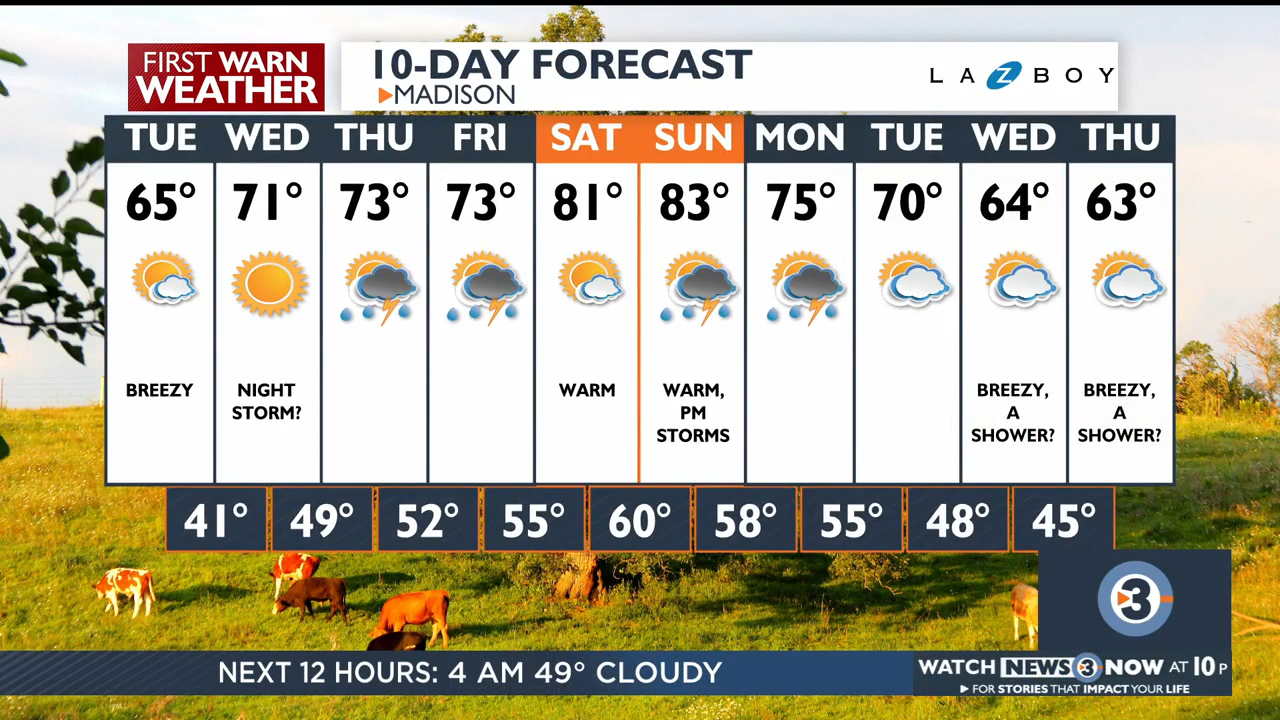 FIRST WARN
WEATHER
10-DAY FORECAST
MADISON
LA Z BOY
TUE WED THU FRI SAT SUN MON TUE WED THU
65° 71° 73° 73° 81° 83° 75° 70° 64° 63°
BREEZY
NIGHT
STORM?
WARM
WARM,
PM
STORMS
BREEZY,
A
SHOWER?
BREEZY,
A
SHOWER?
41° 49° 52° 55° 60° 58° 55° 48° 45°
3
NEXT 12 HOURS: 4 AM 49° CLOUDY
WATCH NEWS 3 NOW AT 10 P
FOR STORIES THAT IMPACT YOUR LIFE